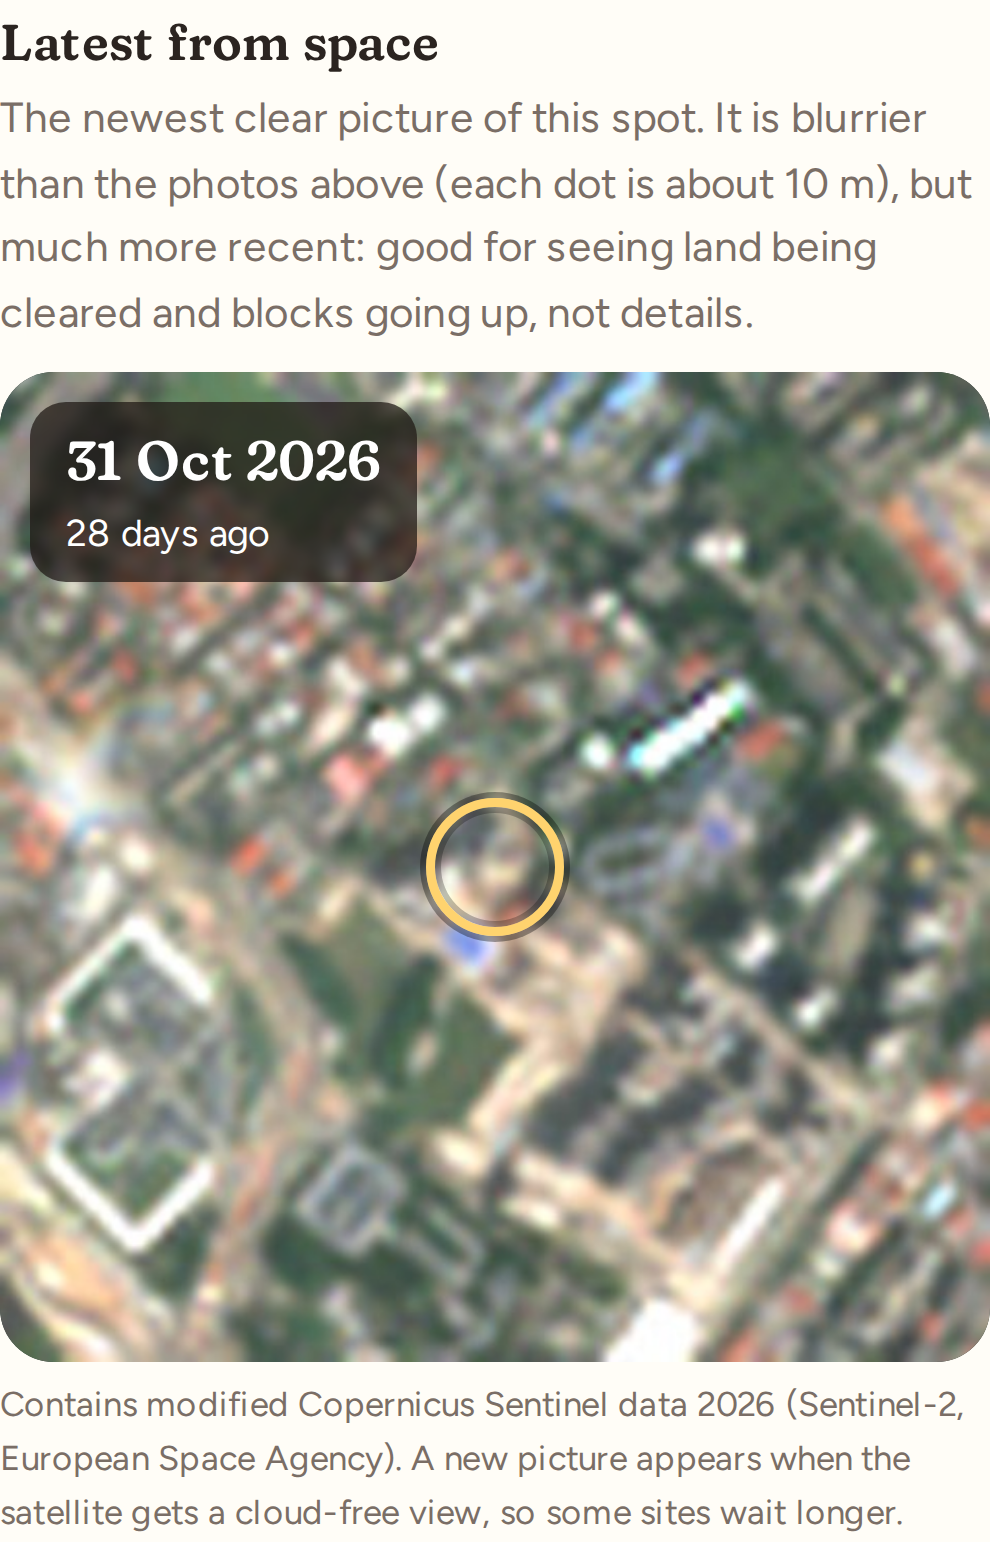 Latest from space
The newest clear picture of this spot. It is blurrier
than the photos above (each dot is about 10 m), but
much more recent: good for seeing land being
cleared and blocks going up, not details.
31 Oct 2026
28 days ago
Contains modified Copernicus Sentinel data 2026 (Sentinel-2,
European Space Agency). A new picture appears when the
satellite gets a cloud-free view, so some sites wait longer.